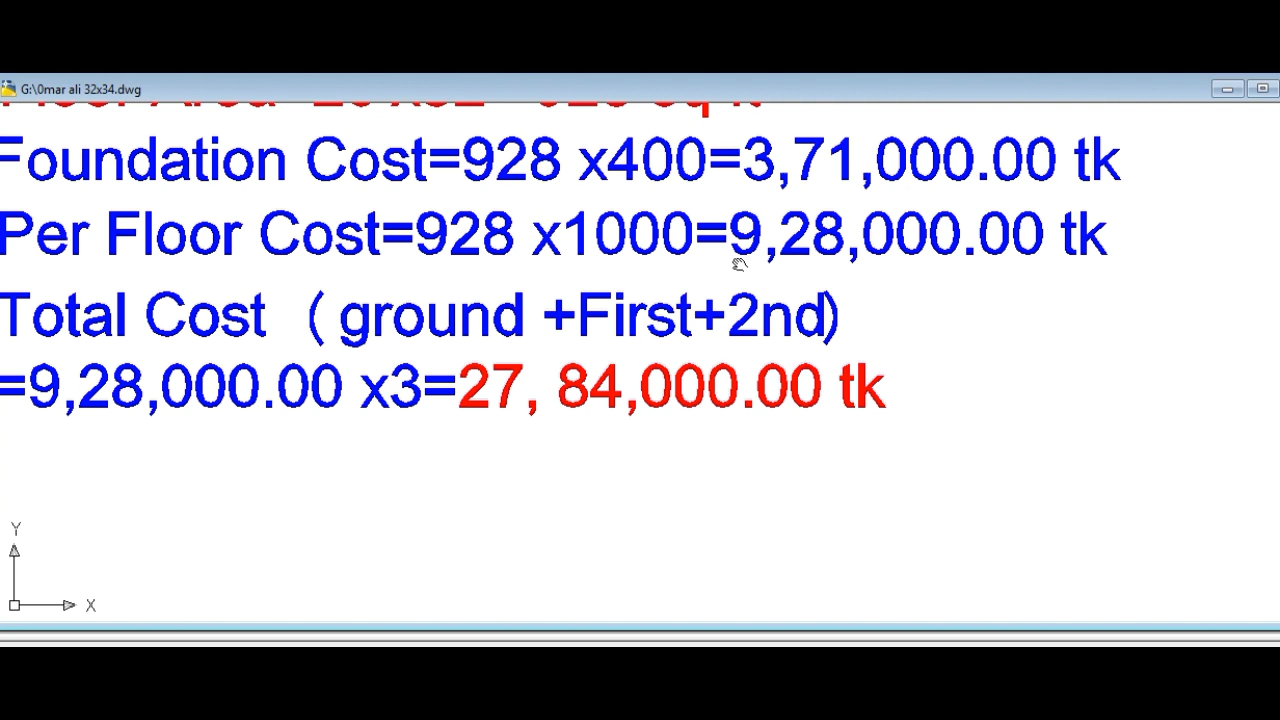 G:\0mar ali 32x34.dwg
Foundation Cost=928 x400=3,71,000.00 tk
Per Floor Cost=928 x1000=9,28,000.00 tk
Total Cost ( ground +First+2nd)
=9,28,000.00 x3=27, 84,000.00 tk
Y
X